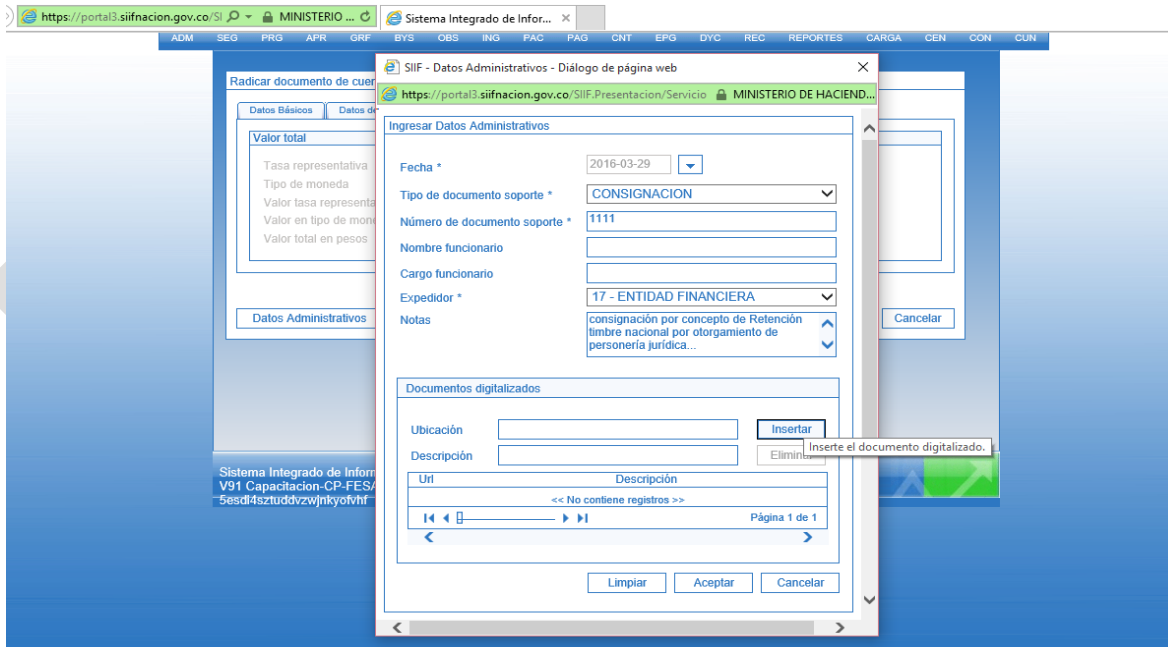 https://portal3.siifnacion.gov.co/SI MINISTERIO ... Sistema Integrado de Infor...
ADM SEG PRG APR GRF BYS OBS ING PAC PAG CNT EPG DYC REC REPORTES CARGA CEN CON CUN
SIIF - Datos Administrativos - Diálogo de página web
https://portal3.siifnacion.gov.co/SIIF.Presentacion/Servicio MINISTERIO DE HACIEND...
Radicar documento de cuer
Datos Básicos Datos de
Valor total
Tasa representativa
Tipo de moneda
Valor tasa representa
Valor en tipo de mone
Valor total en pesos
Datos Administrativos
Cancelar
Ingresar Datos Administrativos
Fecha * 2016-03-29
Tipo de documento soporte * CONSIGNACION
Número de documento soporte * 1111
Nombre funcionario
Cargo funcionario
Expedidor * 17 - ENTIDAD FINANCIERA
Notas consignación por concepto de Retención
timbre nacional por otorgamiento de
personería jurídica...
Documentos digitalizados
Ubicación Insertar
Inserte el documento digitalizado.
Descripción
Url Descripción
<< No contiene registros >>
Página 1 de 1
Limpiar Aceptar Cancelar
Sistema Integrado de Inform
V91 Capacitacion-CP-FESA